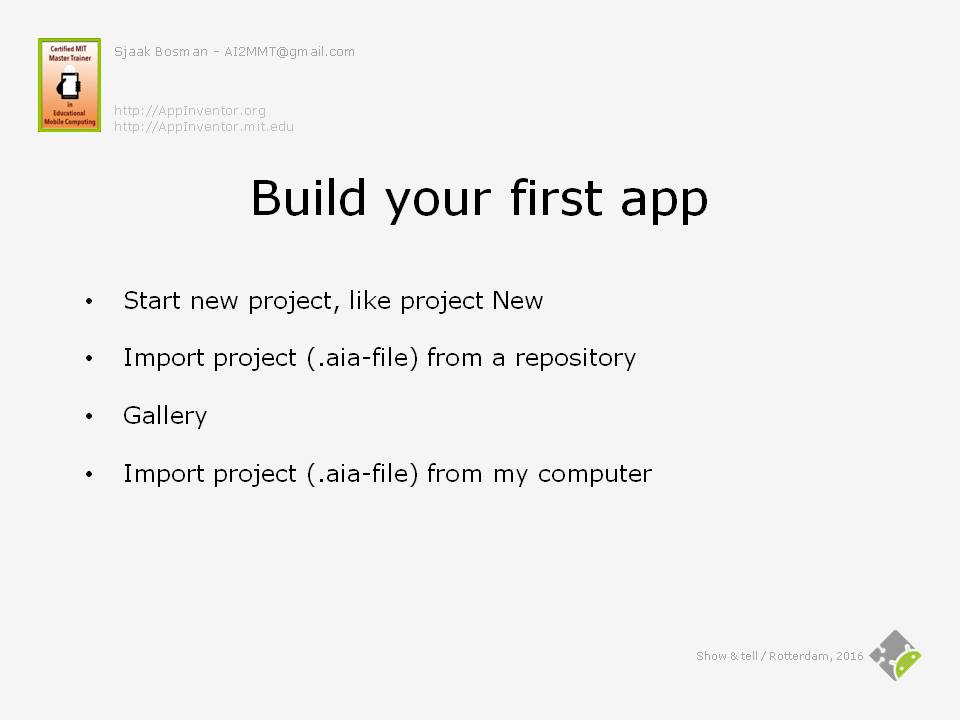 Certified MIT
Master Trainer
in
Educational
Mobile Computing
Sjaak Bosman - AI2MMT@gmail.com
http://AppInventor.org
http://AppInventor.mit.edu
Build your first app
• Start new project, like project New
• Import project (.aia-file) from a repository
• Gallery
• Import project (.aia-file) from my computer
Show & tell / Rotterdam, 2016